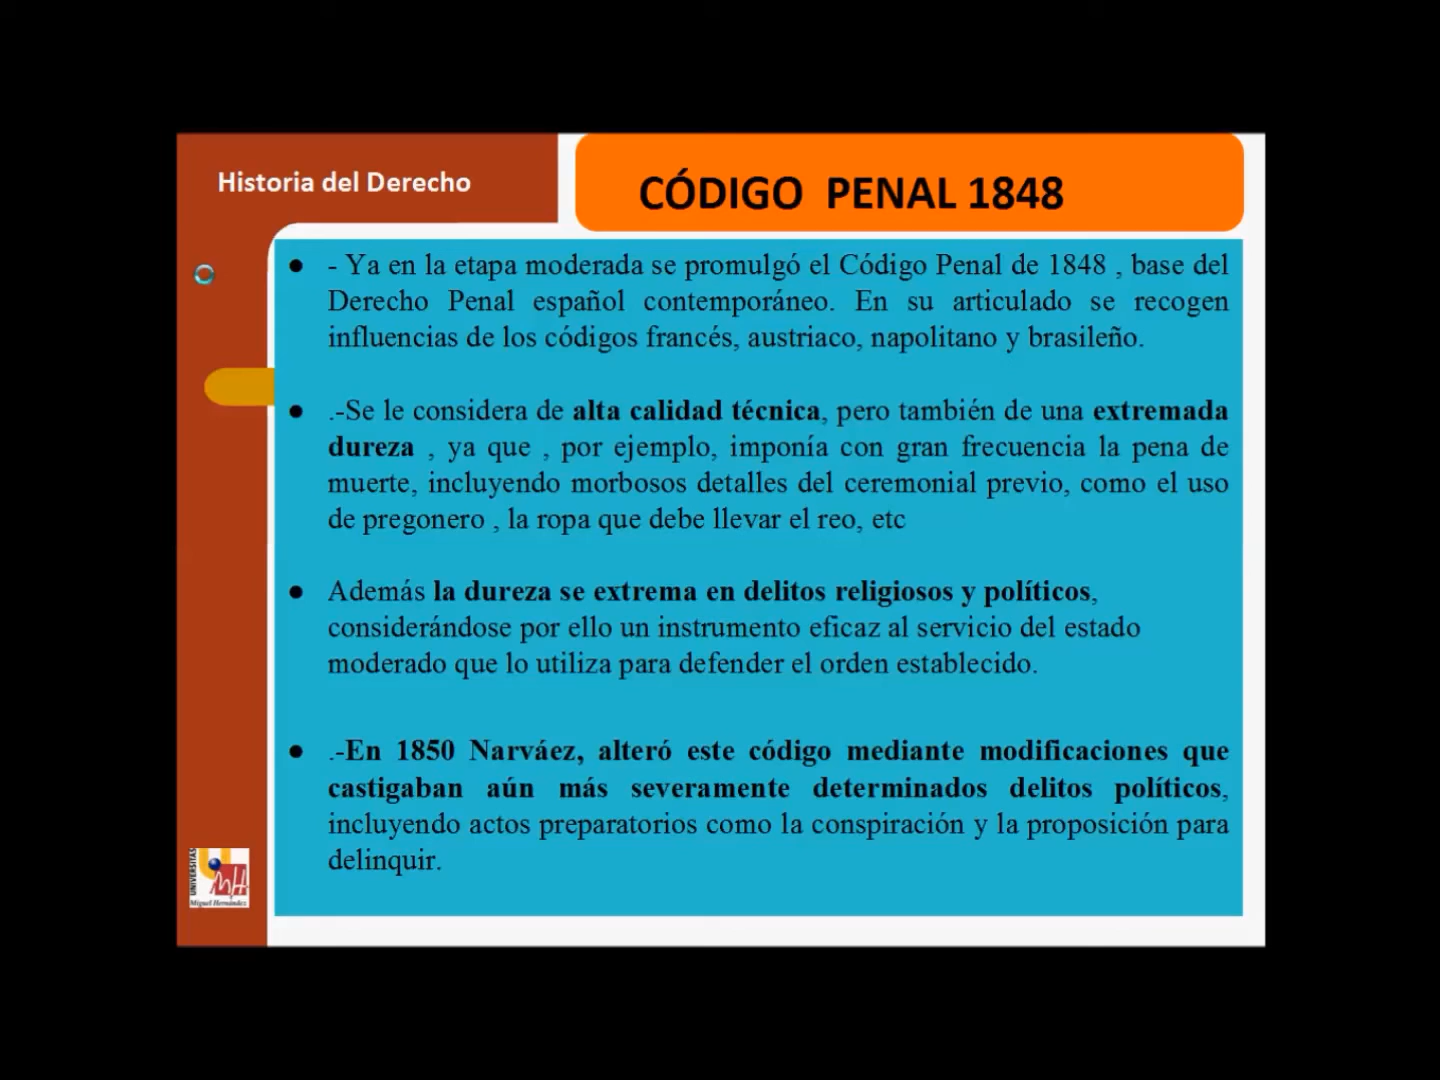 Historia del Derecho
CÓDIGO PENAL 1848
● - Ya en la etapa moderada se promulgó el Código Penal de 1848 , base del
Derecho Penal español contemporáneo. En su articulado se recogen
influencias de los códigos francés, austriaco, napolitano y brasileño.
● .-Se le considera de alta calidad técnica, pero también de una extremada
dureza , ya que , por ejemplo, imponía con gran frecuencia la pena de
muerte, incluyendo morbosos detalles del ceremonial previo, como el uso
de pregonero , la ropa que debe llevar el reo, etc
● Además la dureza se extrema en delitos religiosos y políticos,
considerándose por ello un instrumento eficaz al servicio del estado
moderado que lo utiliza para defender el orden establecido.
● .-En 1850 Narváez, alteró este código mediante modificaciones que
castigaban aún más severamente determinados delitos políticos,
incluyendo actos preparatorios como la conspiración y la proposición para
delinquir.
UNIVERSITAS
Miguel Hernández